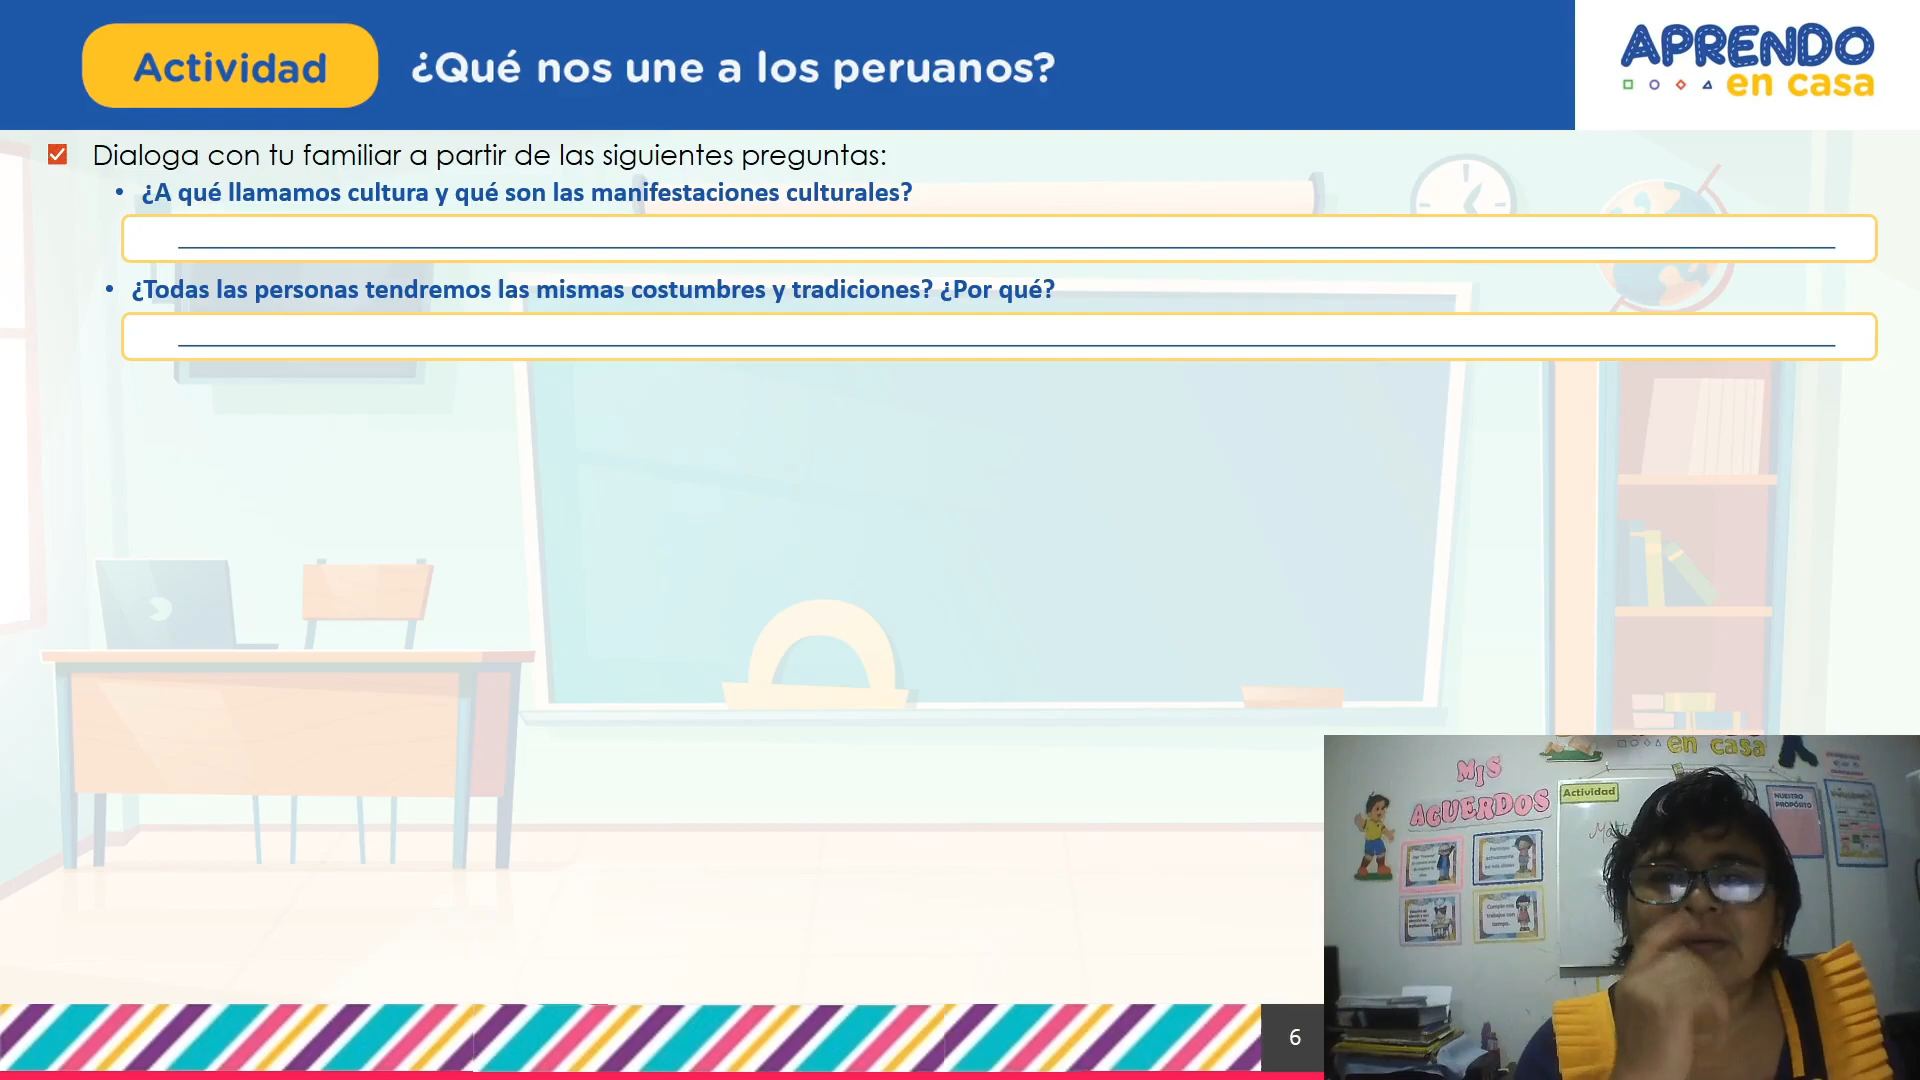 Actividad ¿Qué nos une a los peruanos?
APRENDO
en casa
Dialoga con tu familiar a partir de las siguientes preguntas:
• ¿A qué llamamos cultura y qué son las manifestaciones culturales?
• ¿Todas las personas tendremos las mismas costumbres y tradiciones? ¿Por qué?
6
en casa
MIS
ACUERDOS
Actividad
NUESTRO
PROPÓSITO